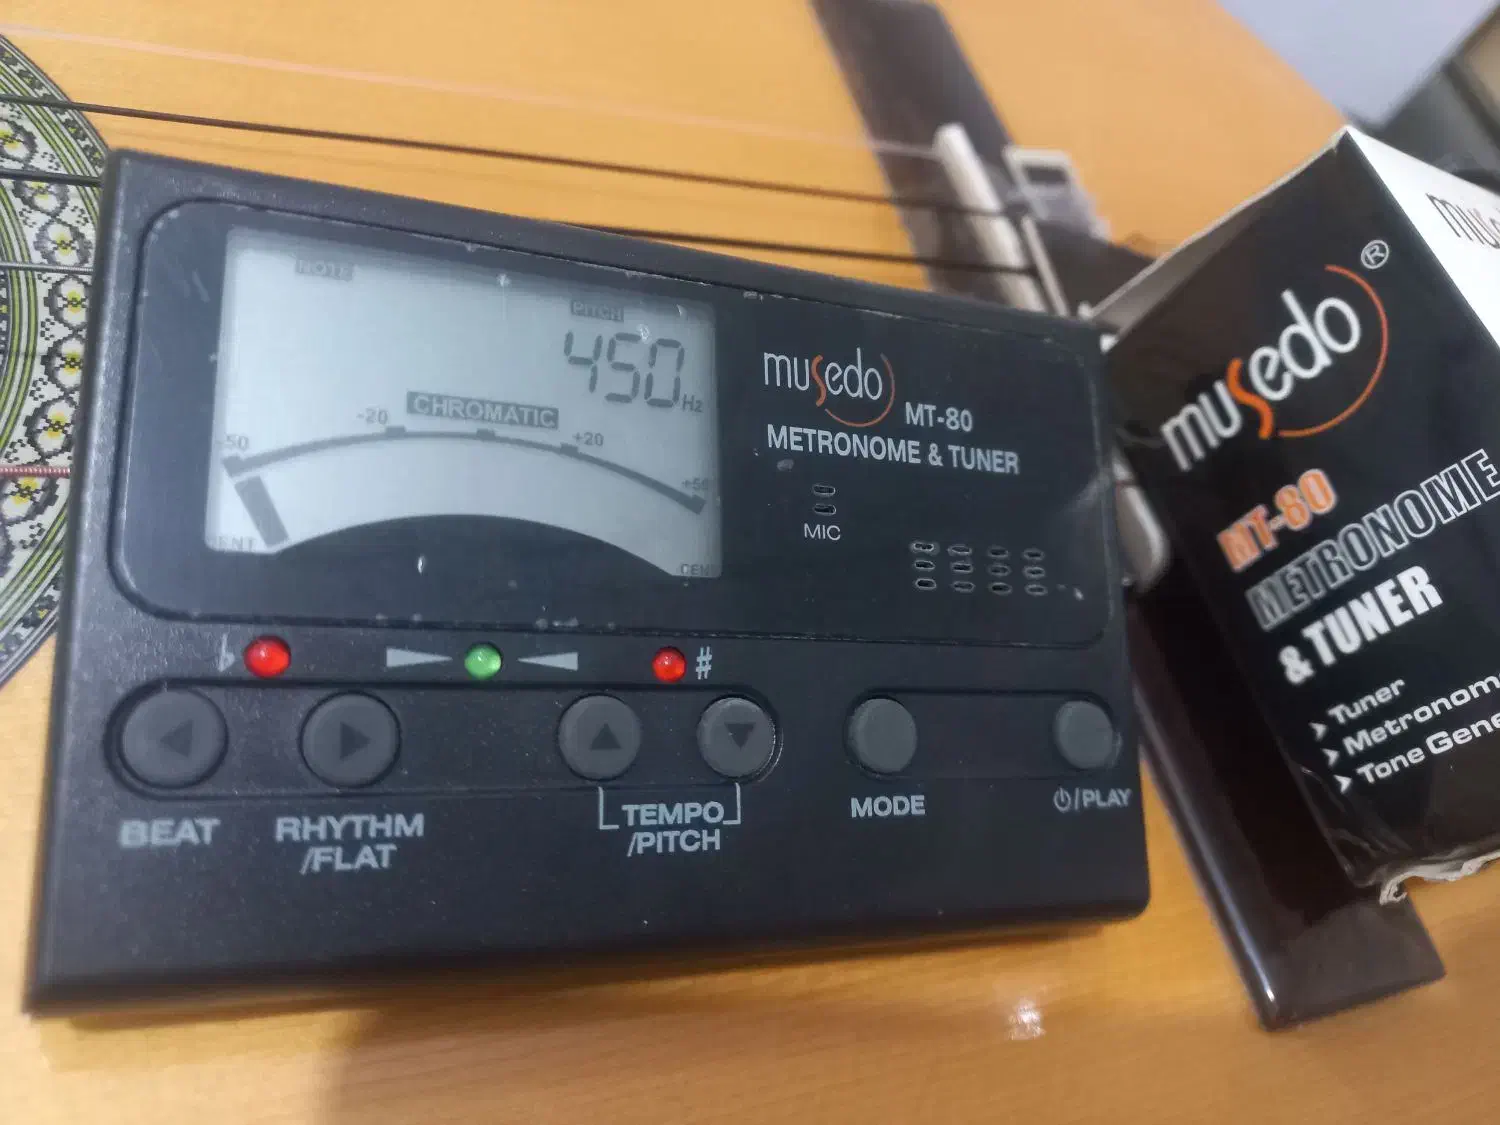 NOTE
PITCH
450 Hz
CHROMATIC
-50 -20 +20 +50
CENT
musedo
MT-80
METRONOME & TUNER
MIC
♭ #
BEAT
RHYTHM
/FLAT
TEMPO
/PITCH
MODE
⏻/PLAY
musedo®
MT-80
METRONOME
& TUNER
> Tuner
> Metronom
> Tone Gene